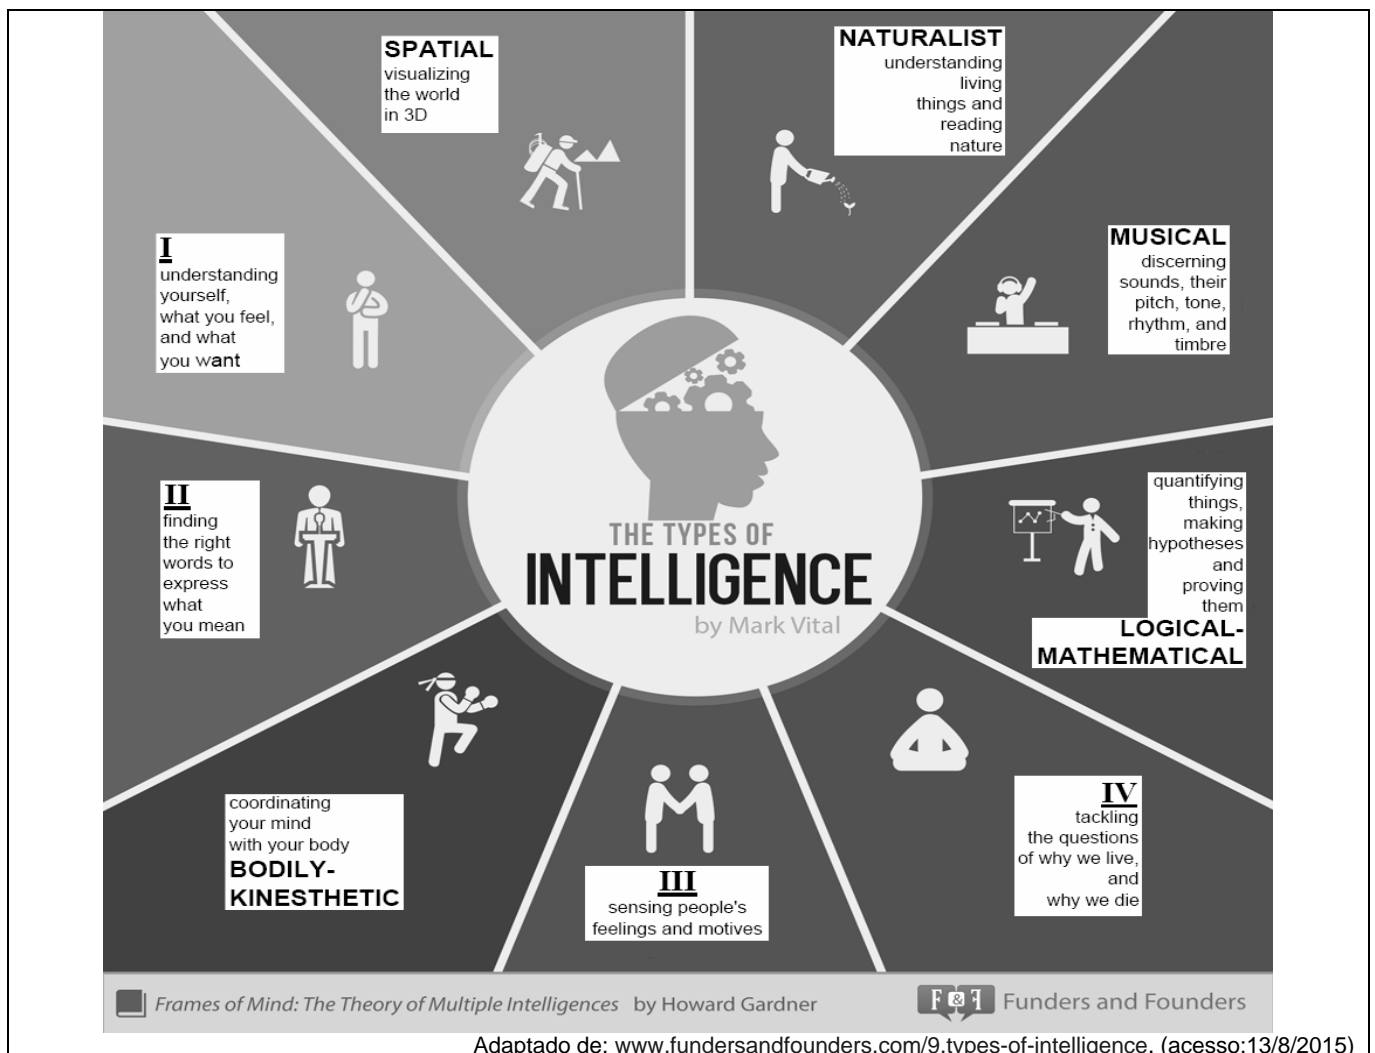 SPATIAL
visualizing
the world
in 3D
NATURALIST
understanding
living
things and
reading
nature
I
understanding
yourself,
what you feel,
and what
you want
MUSICAL
discerning
sounds, their
pitch, tone,
rhythm, and
timbre
II
finding
the right
words to
express
what
you mean
THE TYPES OF
INTELLIGENCE
by Mark Vital
quantifying
things,
making
hypotheses
and
proving
them
LOGICAL-
MATHEMATICAL
coordinating
your mind
with your body
BODILY-
KINESTHETIC
III
sensing people's
feelings and motives
IV
tackling
the questions
of why we live,
and
why we die
Frames of Mind: The Theory of Multiple Intelligences by Howard Gardner
F & F Funders and Founders
Adaptado de: www.fundersandfounders.com/9.types-of-intelligence. (acesso:13/8/2015)